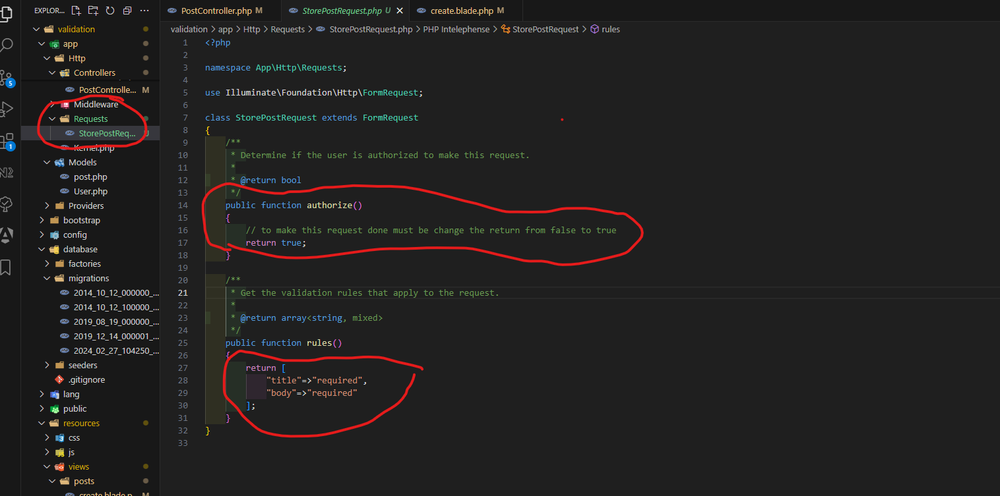 EXPLOR...
validation
app
Http
Controllers
PostControlle... M
Middleware
Requests
StorePostReq... U
Kernel.php
Models
post.php
User.php
Providers
bootstrap
config
database
factories
migrations
2014_10_12_000000_...
2014_10_12_100000_...
2019_08_19_000000_...
2019_12_14_000001_...
2024_02_27_104250_...
seeders
.gitignore
lang
public
resources
css
js
views
posts
create.blade.p... M
5
1
PostController.php M
StorePostRequest.php U
create.blade.php M
validation > app > Http > Requests > StorePostRequest.php > PHP Intelephense > StorePostRequest > rules
1 <?php
2
3 namespace App\Http\Requests;
4
5 use Illuminate\Foundation\Http\FormRequest;
6
7 class StorePostRequest extends FormRequest
8 {
9 /**
10 * Determine if the user is authorized to make this request.
11 *
12 * @return bool
13 */
14 public function authorize()
15 {
16 // to make this request done must be change the return from false to true
17 return true;
18 }
19
20 /**
21 * Get the validation rules that apply to the request.
22 *
23 * @return array<string, mixed>
24 */
25 public function rules()
26 {
27 return [
28 "title"=>"required",
29 "body"=>"required"
30 ];
31 }
32 }
33